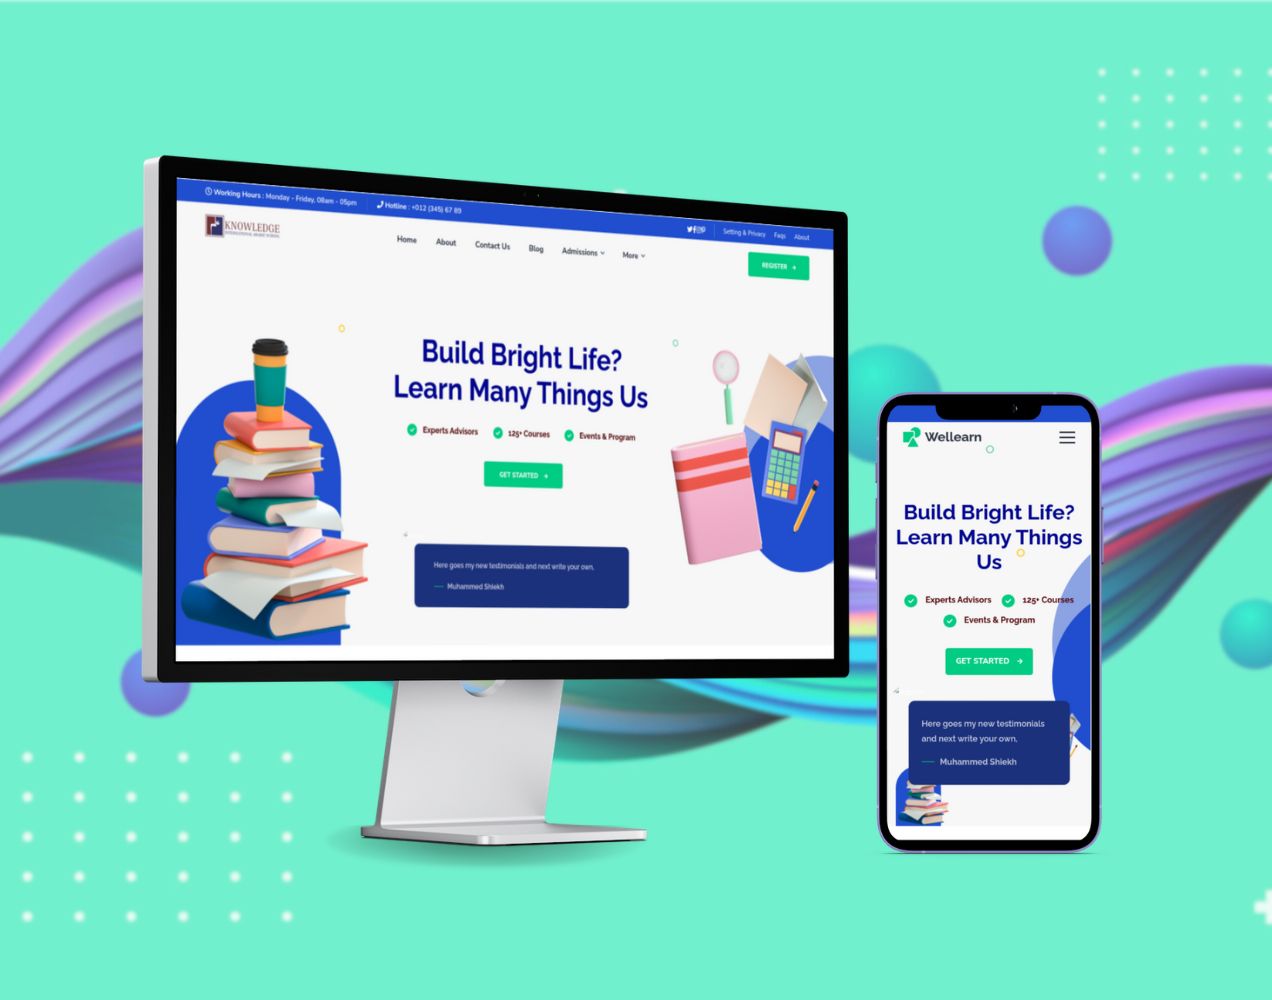 Working Hours : Monday - Friday, 08am - 05pm
Hotline : +012 (345) 67 89
Setting & Privacy Faqs About
KNOWLEDGE
Home About Contact Us Blog Admissions More
REGISTER
Build Bright Life?
Learn Many Things Us
Experts Advisors 125+ Courses Events & Program
GET STARTED
Here goes my new testimonials and next write your own,
Muhammed Shiekh
Wellearn
Build Bright Life?
Learn Many Things
Us
Experts Advisors 125+ Courses
Events & Program
GET STARTED
Here goes my new testimonials
and next write your own,
Muhammed Shiekh